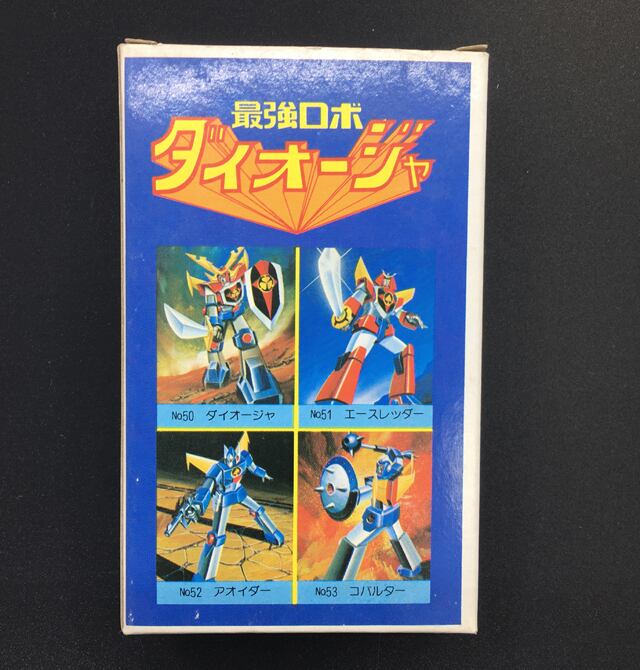 最強ロボ
ダイオージャ
No50 ダイオージャ
No51 エースレッダー
No52 アオイダー
No53 コバルター